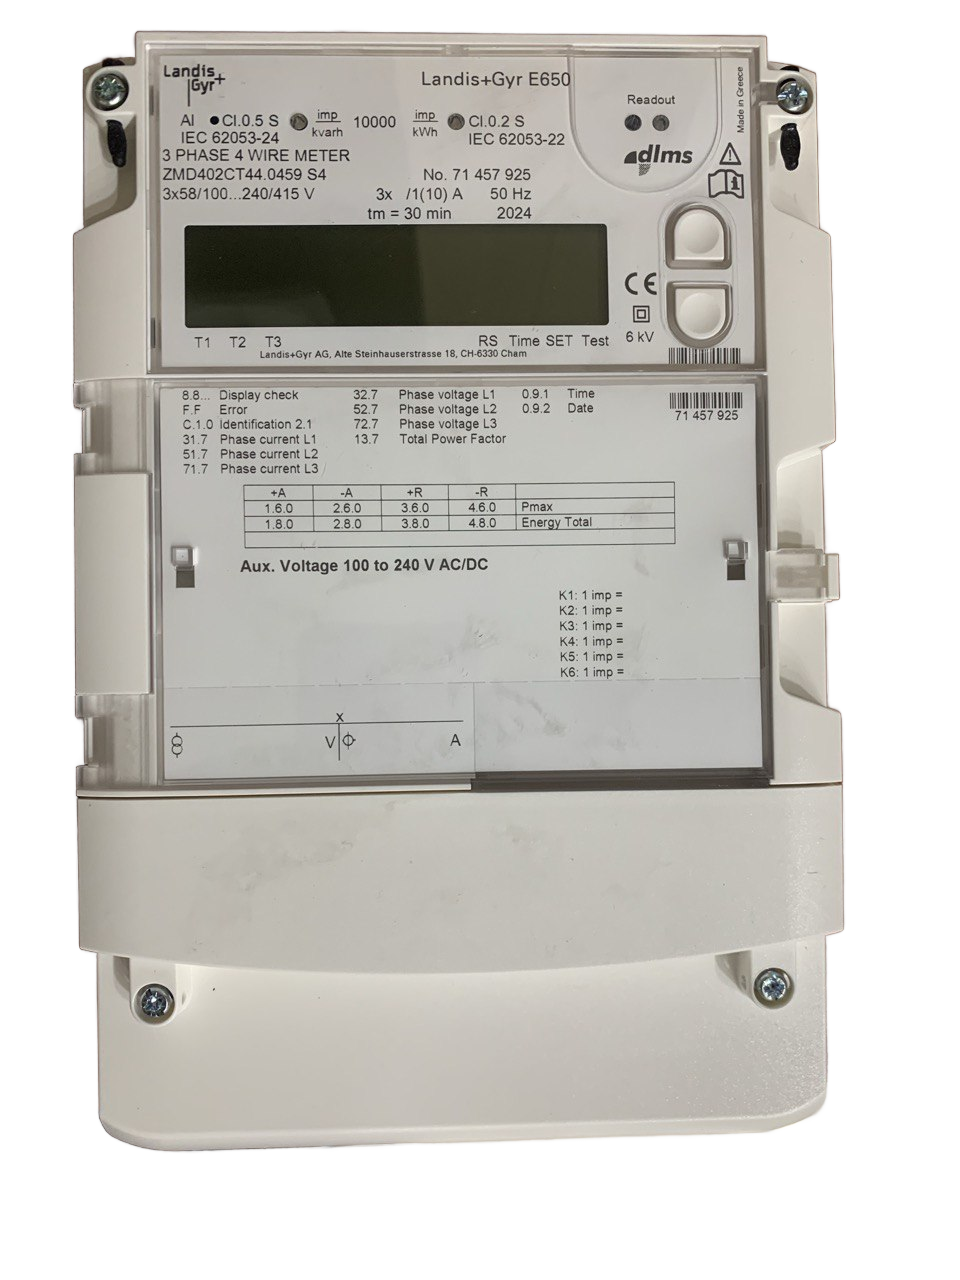 Landis+
|Gyr
Landis+Gyr E650
Made in Greece
Readout
Al ●Cl.0.5 S imp/kvarh 10000 imp/kWh Cl.0.2 S
IEC 62053-24 IEC 62053-22
3 PHASE 4 WIRE METER
dlms
ZMD402CT44.0459 S4 No. 71 457 925
3x58/100...240/415 V 3x /1(10) A 50 Hz
tm = 30 min 2024
CE
6 kV
T1 T2 T3 RS Time SET Test
Landis+Gyr AG, Alte Steinhauserstrasse 18, CH-6330 Cham
8.8... Display check 32.7 Phase voltage L1 0.9.1 Time
F.F Error 52.7 Phase voltage L2 0.9.2 Date
C.1.0 Identification 2.1 72.7 Phase voltage L3
31.7 Phase current L1 13.7 Total Power Factor
51.7 Phase current L2
71.7 Phase current L3
71 457 925
+A -A +R -R
1.6.0 2.6.0 3.6.0 4.6.0 Pmax
1.8.0 2.8.0 3.8.0 4.8.0 Energy Total
Aux. Voltage 100 to 240 V AC/DC
K1: 1 imp =
K2: 1 imp =
K3: 1 imp =
K4: 1 imp =
K5: 1 imp =
K6: 1 imp =
x
V A